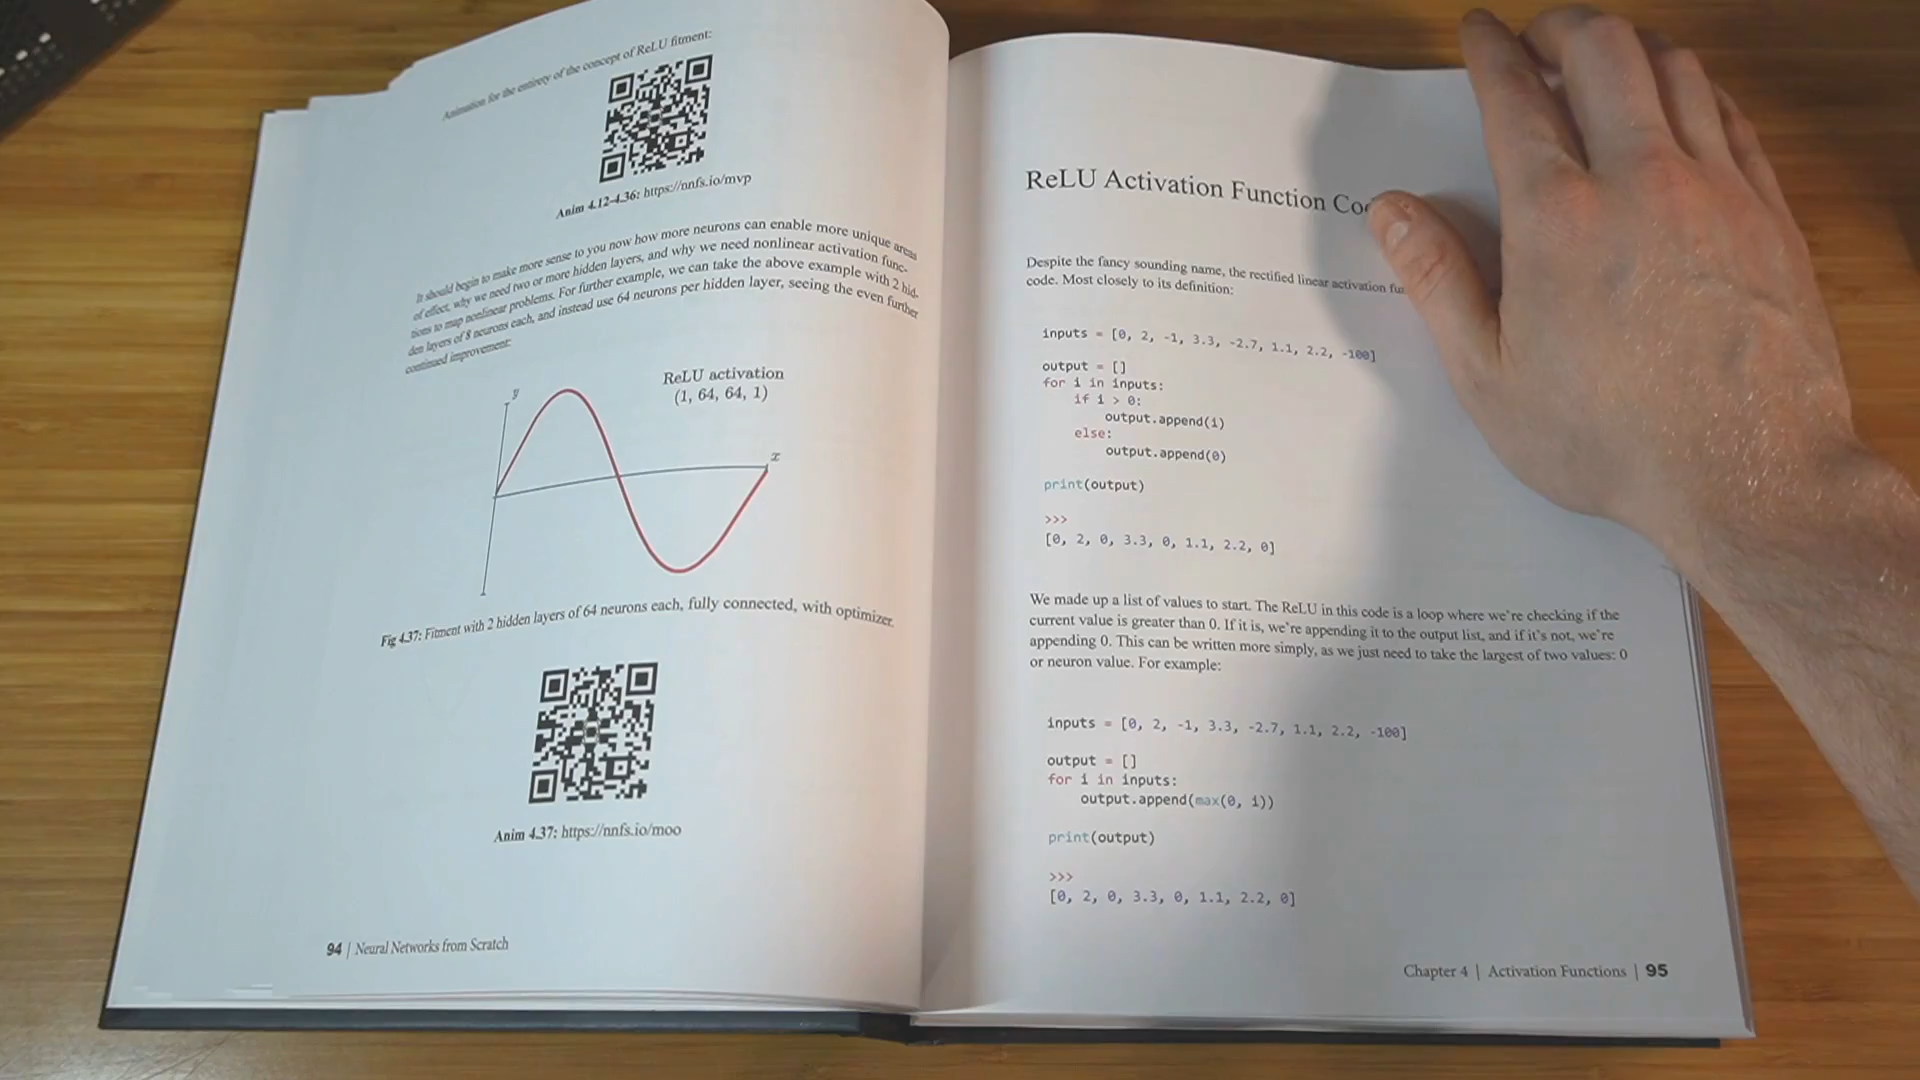 Animation for the entirety of the concept of ReLU fitment:
Anim 4.12-4.36: https://nnfs.io/mvp
It should begin to make more sense to you now how more neurons can enable more unique areas
of effect, why we need two or more hidden layers, and why we need nonlinear activation func-
tions to map nonlinear problems. For further example, we can take the above example with 2 hid-
den layers of 8 neurons each, and instead use 64 neurons per hidden layer, seeing the even further
continued improvement:
y
ReLU activation
(1, 64, 64, 1)
x
Fig 4.37: Fitment with 2 hidden layers of 64 neurons each, fully connected, with optimizer.
Anim 4.37: https://nnfs.io/moo
94 | Neural Networks from Scratch
ReLU Activation Function
Despite the fancy sounding name, the rectified linear activation
code. Most closely to its definition:
inputs = [0, 2, -1, 3.3, -2.7, 1.1, 2.2, -100]
output = []
for i in inputs:
    if i > 0:
        output.append(i)
    else:
        output.append(0)
print(output)
>>>
[0, 2, 0, 3.3, 0, 1.1, 2.2, 0]
We made up a list of values to start. The ReLU in this code is a loop where we're checking if the
current value is greater than 0. If it is, we're appending it to the output list, and if it's not, we're
appending 0. This can be written more simply, as we just need to take the largest of two values: 0
or neuron value. For example:
inputs = [0, 2, -1, 3.3, -2.7, 1.1, 2.2, -100]
output = []
for i in inputs:
    output.append(max(0, i))
print(output)
>>>
[0, 2, 0, 3.3, 0, 1.1, 2.2, 0]
Chapter 4 | Activation Functions | 95